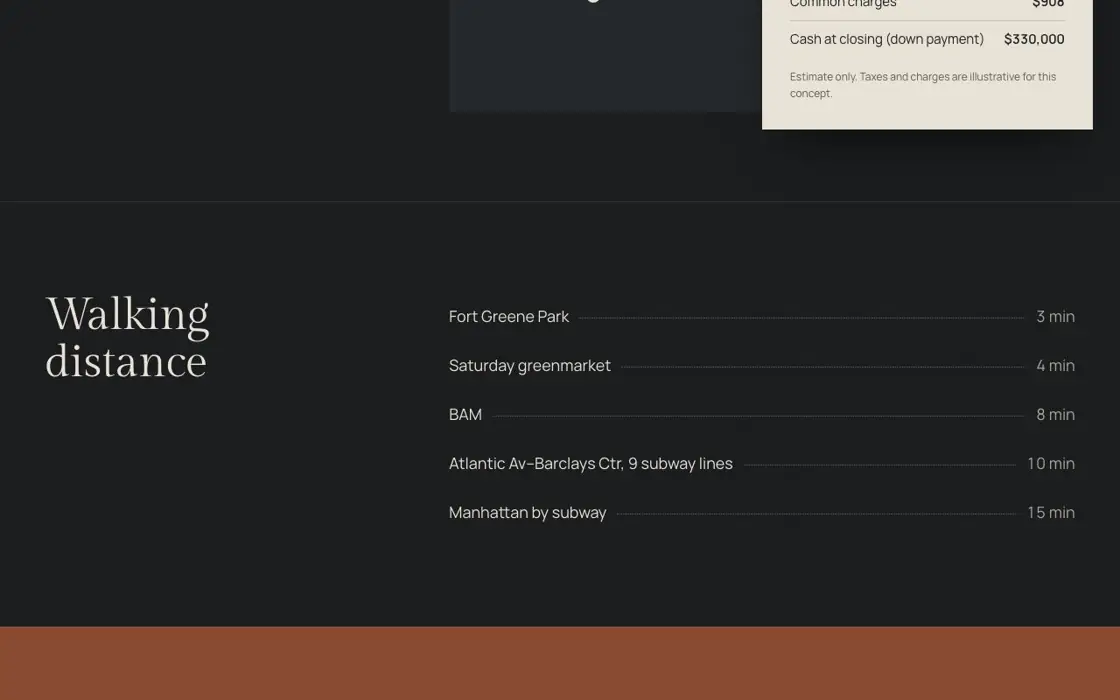 Common charges $908
Cash at closing (down payment) $330,000
Estimate only. Taxes and charges are illustrative for this
concept.
Walking
distance
Fort Greene Park 3 min
Saturday greenmarket 4 min
BAM 8 min
Atlantic Av–Barclays Ctr, 9 subway lines 10 min
Manhattan by subway 15 min